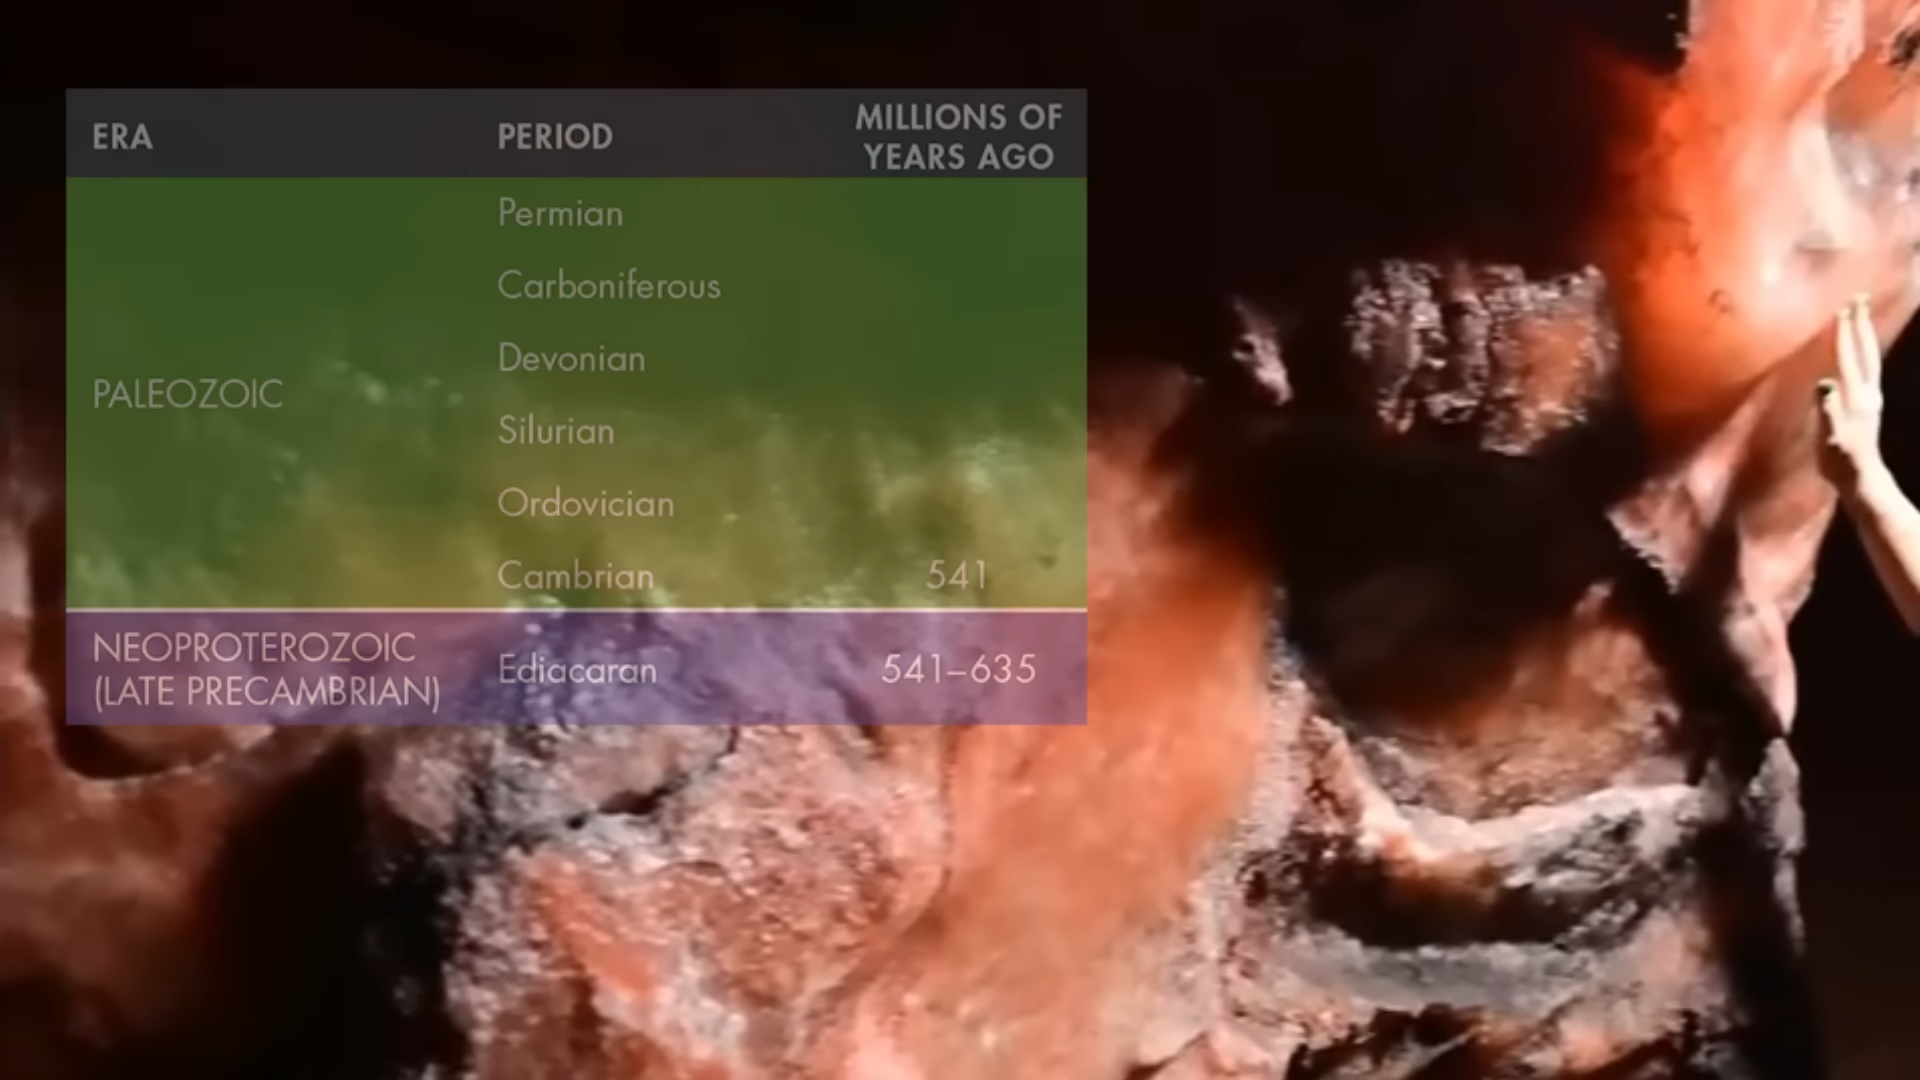 ERA PERIOD MILLIONS OF
YEARS AGO
Permian
Carboniferous
Devonian
PALEOZOIC
Silurian
Ordovician
Cambrian 541
NEOPROTEROZOIC
(LATE PRECAMBRIAN) Ediacaran 541–635